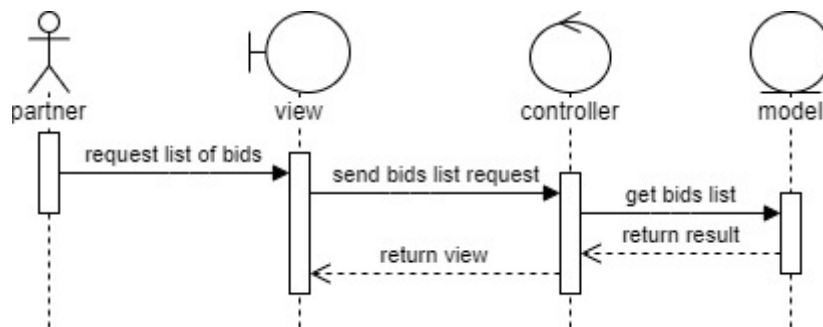 partner
view
controller
model
request list of bids
send bids list request
get bids list
return result
return view